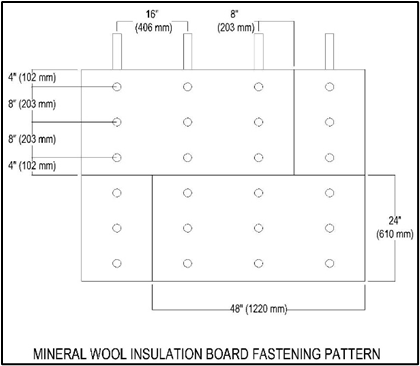 16"
(406 mm)
8"
(203 mm)
4" (102 mm)
8" (203 mm)
8" (203 mm)
4" (102 mm)
24"
(610 mm)
48" (1220 mm)
MINERAL WOOL INSULATION BOARD FASTENING PATTERN